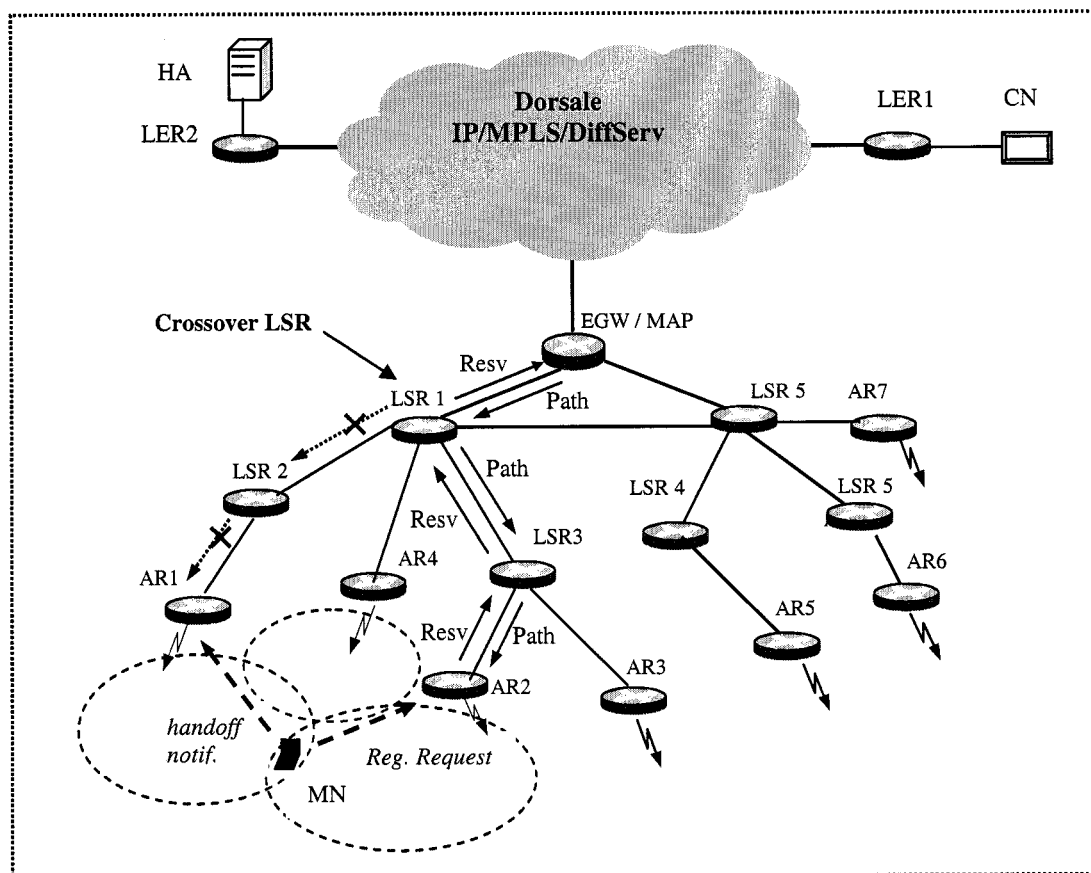 HA
Dorsale
IP/MPLS/DiffServ
LER1
CN
LER2
EGW / MAP
Crossover LSR
Resv
Path
LSR 1
LSR 5
AR7
LSR 2
Path
LSR 4
LSR 5
Resv
LSR3
AR1
AR4
AR6
Resv
Path
AR5
AR2
AR3
handoff
notif.
Reg. Request
MN